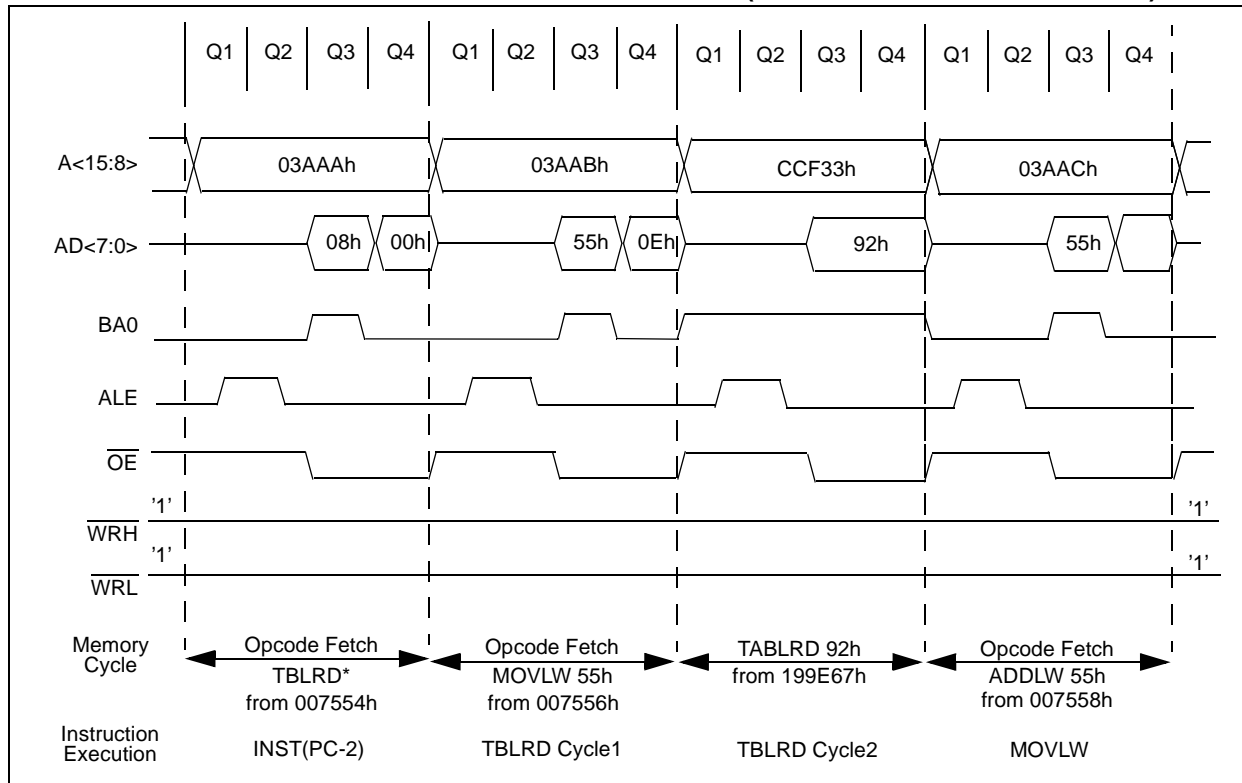 Q1 Q2 Q3 Q4 Q1 Q2 Q3 Q4 Q1 Q2 Q3 Q4 Q1 Q2 Q3 Q4
A<15:8> 03AAAh 03AABh CCF33h 03AACh
AD<7:0> 08h 00h 55h 0Eh 92h 55h
BA0
ALE
OE
'1' '1'
WRH
'1' '1'
WRL
Memory Cycle Opcode Fetch Opcode Fetch TABLRD 92h Opcode Fetch
TBLRD* MOVLW 55h from 199E67h ADDLW 55h
from 007554h from 007556h from 007558h
Instruction Execution INST(PC-2) TBLRD Cycle1 TBLRD Cycle2 MOVLW